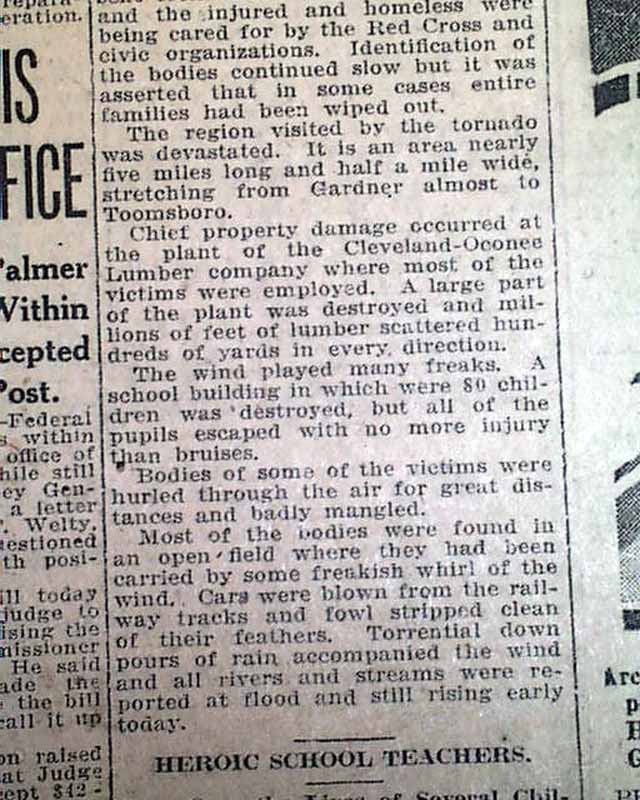 eration.
IS
FFICE
Palmer
Within
cepted
Post.
-Federal
s within
office of
while still
ey Gen-
a letter
r. Welty,
uestioned
th posi-
ill today
judge to
ising the
missioner
He said
ade the
the bill
call it up
on raised
at Judge
cept $42-
and the injured and homeless were
being cared for by the Red Cross and
civic organizations. Identification of
the bodies continued slow but it was
asserted that in some cases entire
families had been wiped out.
The region visited by the tornado
was devastated. It is an area nearly
five miles long and half a mile wide,
stretching from Gardner almost to
Toomsboro.
Chief property damage occurred at
the plant of the Cleveland-Oconee
Lumber company where most of the
victims were employed. A large part
of the plant was destroyed and mil-
lions of feet of lumber scattered hun-
dreds of yards in every direction.
The wind played many freaks. A
school building in which were 80 chil-
dren was destroyed, but all of the
pupils escaped with no more injury
than bruises.
Bodies of some of the victims were
hurled through the air for great dis-
tances and badly mangled.
Most of the bodies were found in
an open field where they had been
carried by some freakish whirl of the
wind. Cars were blown from the rail-
way tracks and fowl stripped clean
of their feathers. Torrential down
pours of rain accompanied the wind
and all rivers and streams were re-
ported at flood and still rising early
today.
HEROIC SCHOOL TEACHERS.
the Lives of Several Chil-
Arc
p
H
G